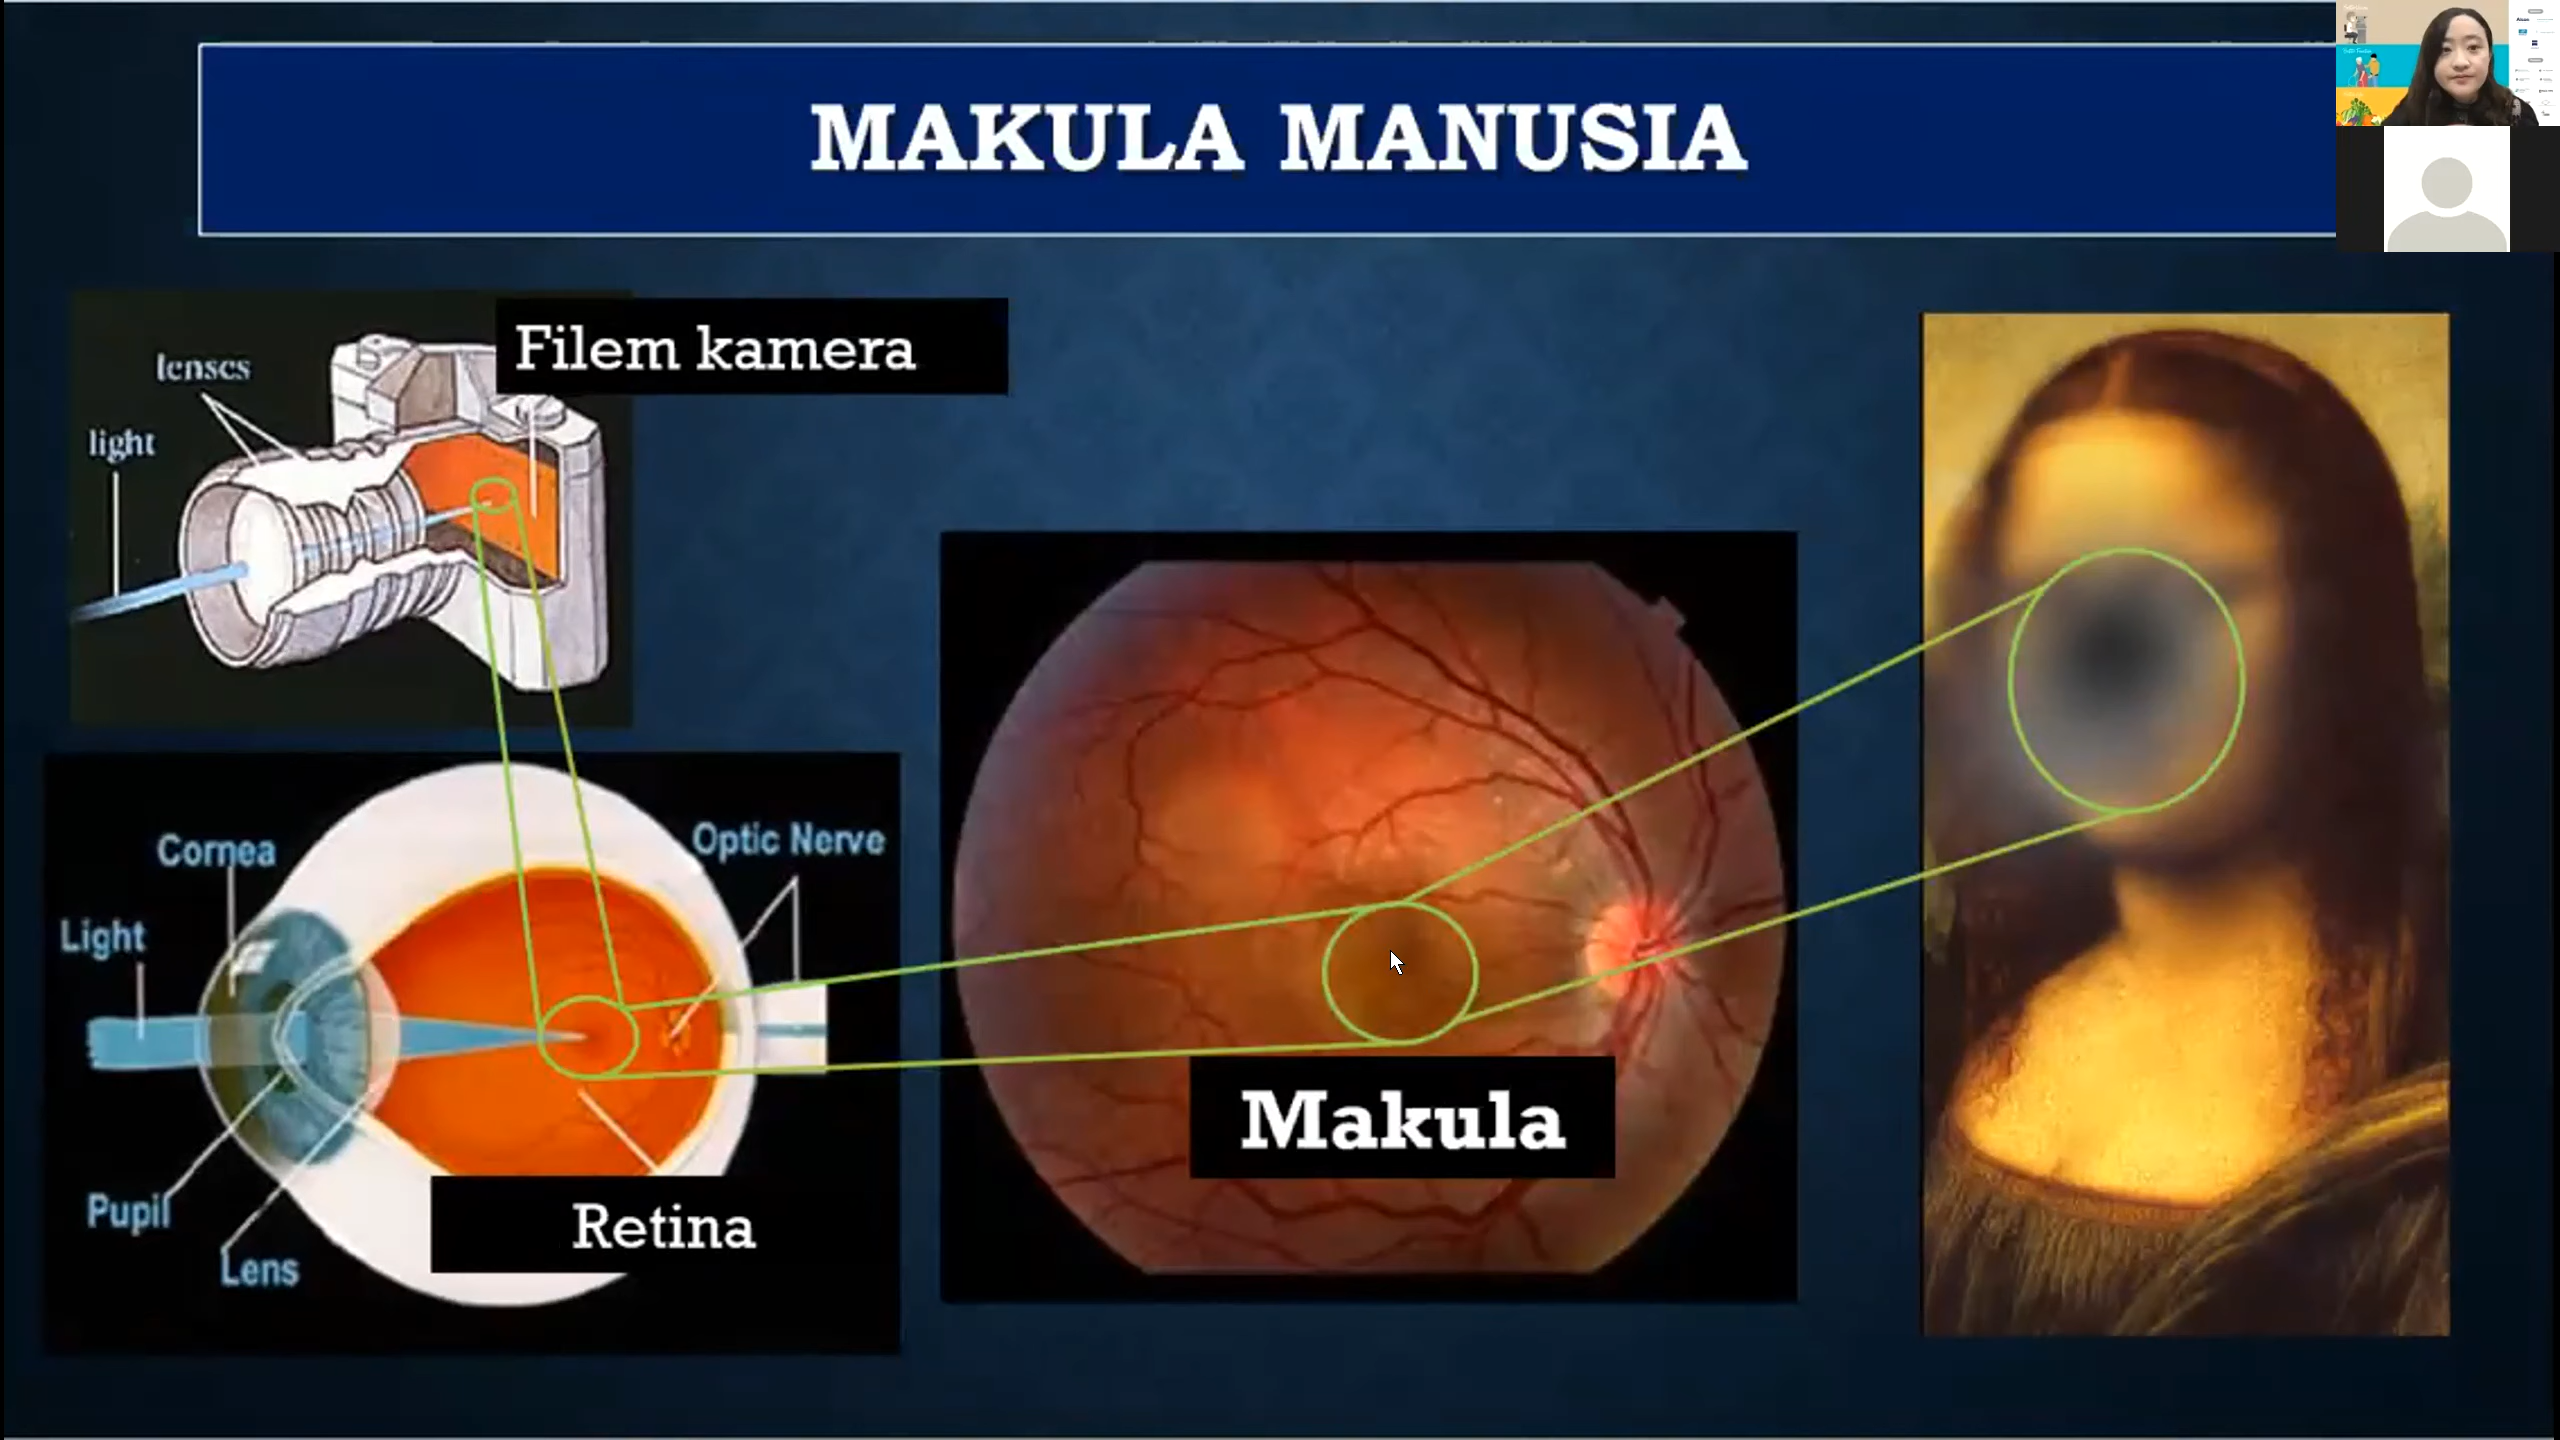 MAKULA MANUSIA
Filem kamera
lenses
light
Cornea
Optic Nerve
Light
Pupil
Lens
Retina
Makula